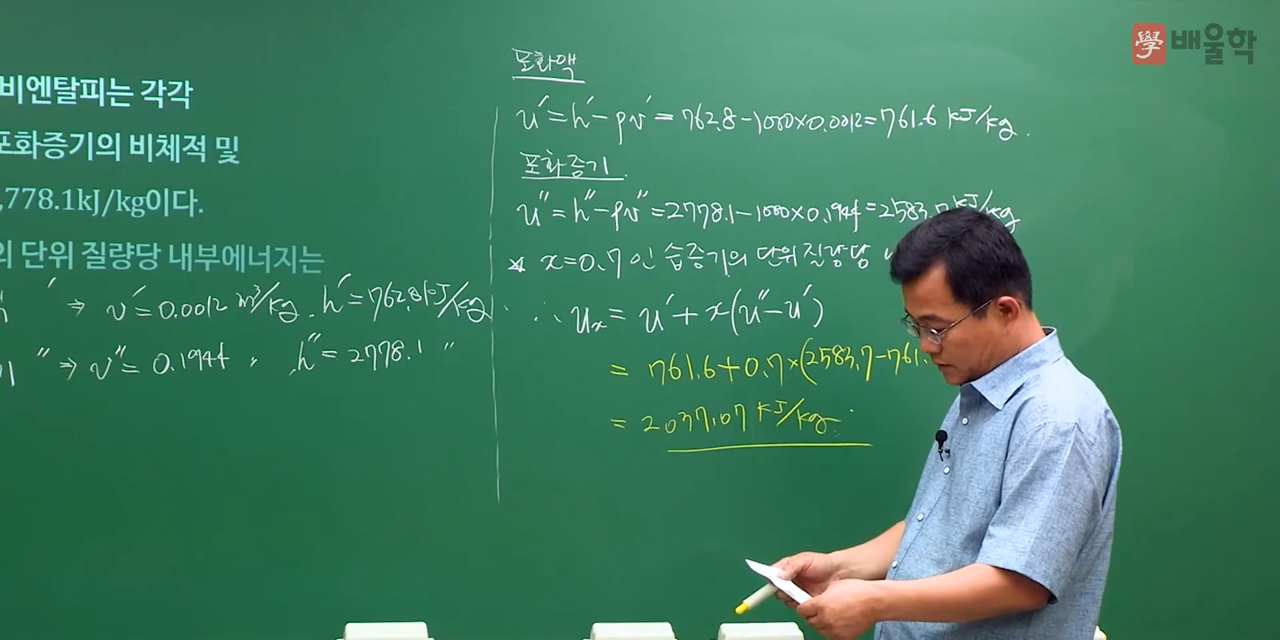 學 배울학
비엔탈피는 각각
포화증기의 비체적 및
,778.1kJ/kg이다.
의 단위 질량당 내부에너지는
' ⇒ v' = 0.0012 m³/kg. h' = 762.8 kJ/kg.
" ⇒ v" = 0.1944 〃 , h" = 2778.1 〃
포화액
u' = h' - pv' = 762.8 - 1000×0.0012 = 761.6 kJ/kg.
포화증기.
u" = h" - pv" = 2778.1 - 1000×0.1944 = 2583.7 kJ/kg
* x = 0.7인 습증기의 단위질량당
∴ uₓ = u' + x(u" - u')
= 761.6 + 0.7×(2583.7 - 761.
= 2037.07 kJ/kg.